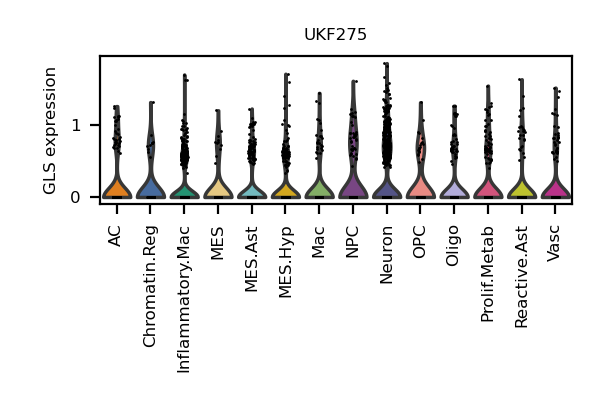 UKF275
GLS expression
1
0
AC
Chromatin.Reg
Inflammatory.Mac
MES
MES.Ast
MES.Hyp
Mac
NPC
Neuron
OPC
Oligo
Prolif.Metab
Reactive.Ast
Vasc